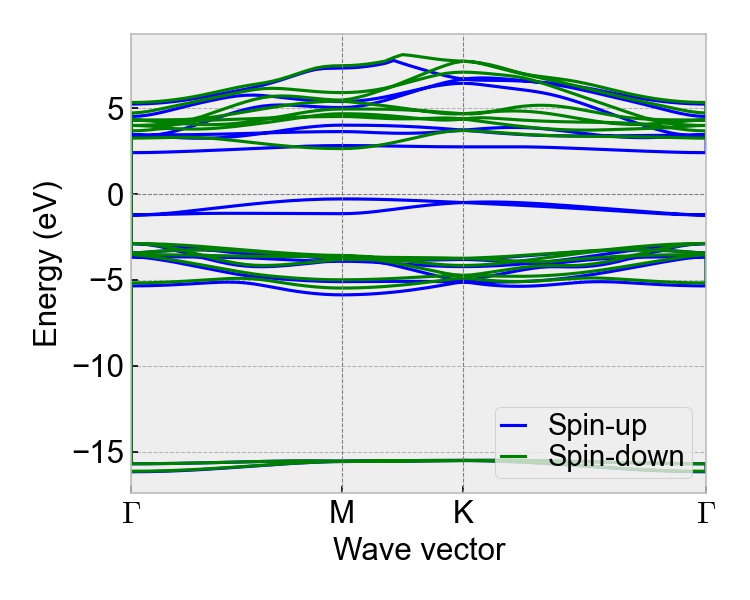 Energy (eV)
5
0
−5
−10
−15
Spin-up
Spin-down
Γ M K Γ
Wave vector